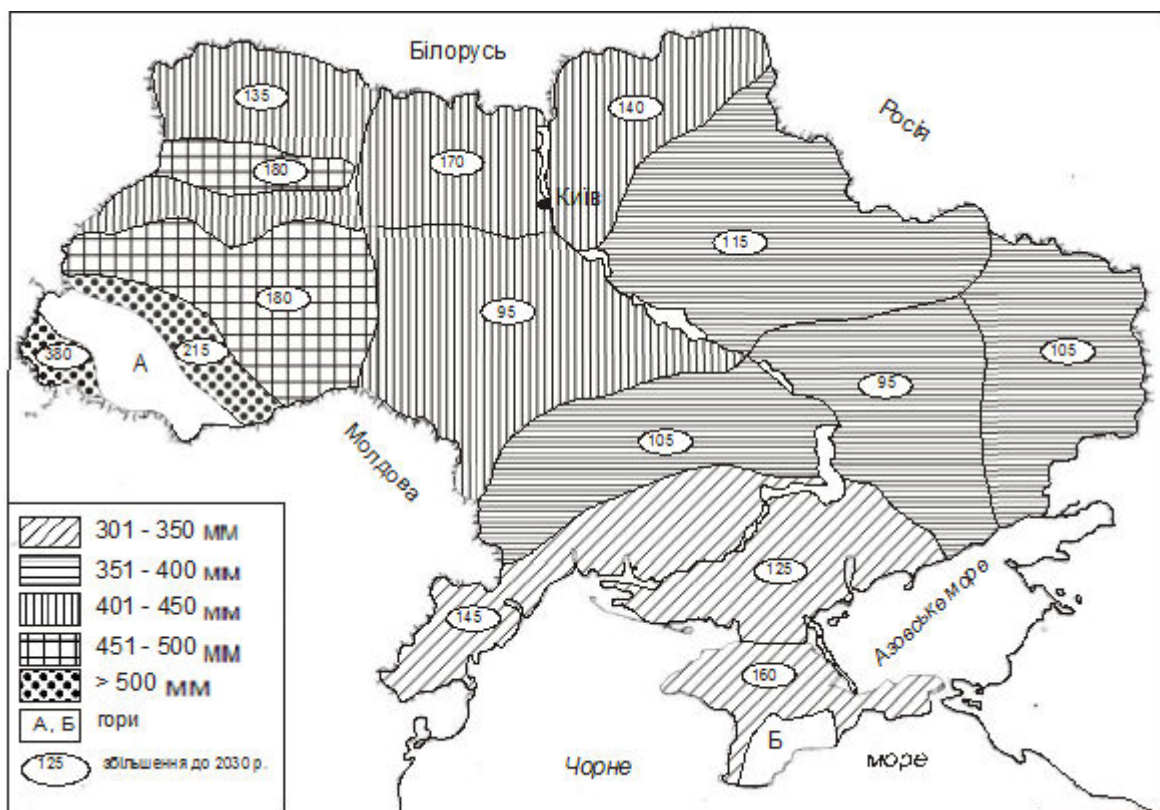 Білорусь
Росія
135
140
180
170
Київ
115
180
95
380
А
215
105
95
105
Молдова
125
145
160
Азовське море
Б
Чорне
море
301 - 350 мм
351 - 400 мм
401 - 450 мм
451 - 500 мм
> 500 мм
А, Б гори
125 збільшення до 2030 р.